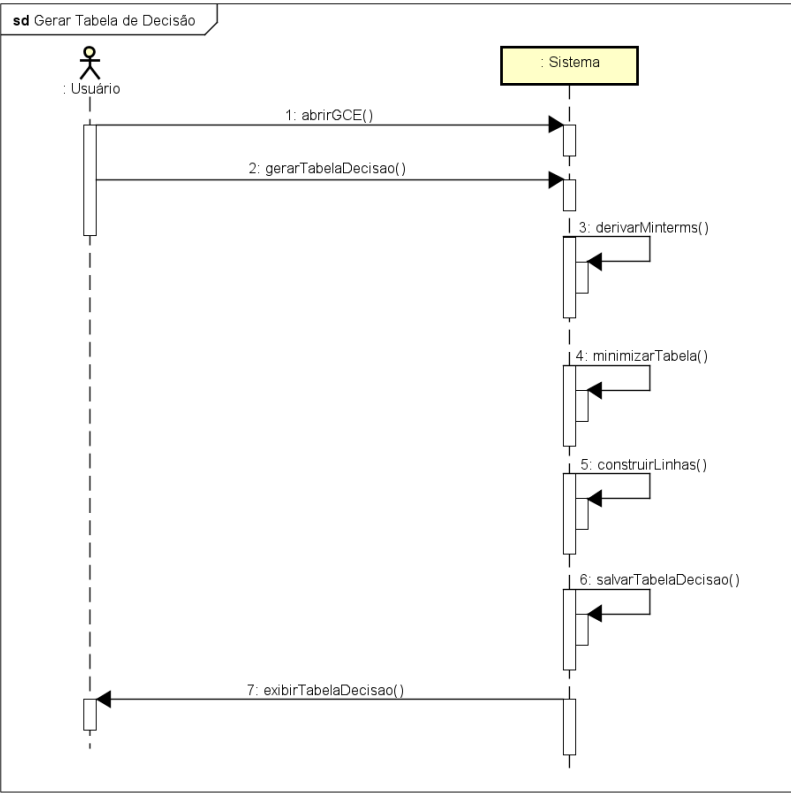 sd Gerar Tabela de Decisão
: Usuário
: Sistema
1: abrirGCE()
2: gerarTabelaDecisao()
3: derivarMinterms()
4: minimizarTabela()
5: construirLinhas()
6: salvarTabelaDecisao()
7: exibirTabelaDecisao()